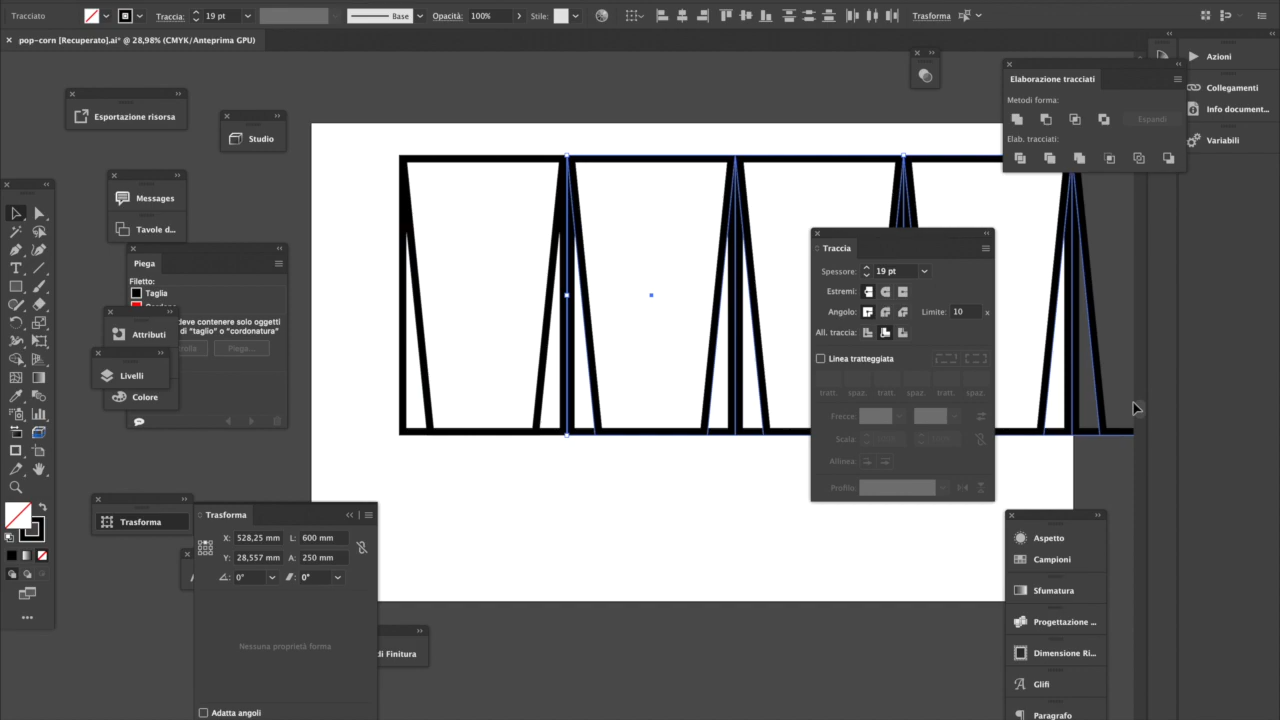 Tracciato
Traccia: 19 pt Base Opacità: 100% Stile: Trasforma
× pop-corn [Recuperato].ai* @ 28,98% (CMYK/Anteprima GPU)
Esportazione risorsa
Studio
Messages
Tavole d...
Piega
Filetto:
Taglia
deve contenere solo oggetti
di "taglio" o "cordonatura"
Piega...
Attributi
Livelli
Colore
Trasforma
Trasforma
X: 528,25 mm L: 600 mm
Y: 28,557 mm A: 250 mm
0° 0°
Nessuna proprietà forma
Adatta angoli
di Finitura
Traccia
Spessore: 19 pt
Estremi:
Angolo: Limite: 10 x
All. traccia:
Linea tratteggiata
tratt. spaz. tratt. spaz. tratt. spaz.
Frecce:
Scala:
Allinea:
Profilo:
Elaborazione tracciati
Metodi forma:
Espandi
Elab. tracciati:
Azioni
Collegamenti
Info document...
Variabili
Aspetto
Campioni
Sfumatura
Progettazione ...
Dimensione Ri...
Glifi
Paragrafo